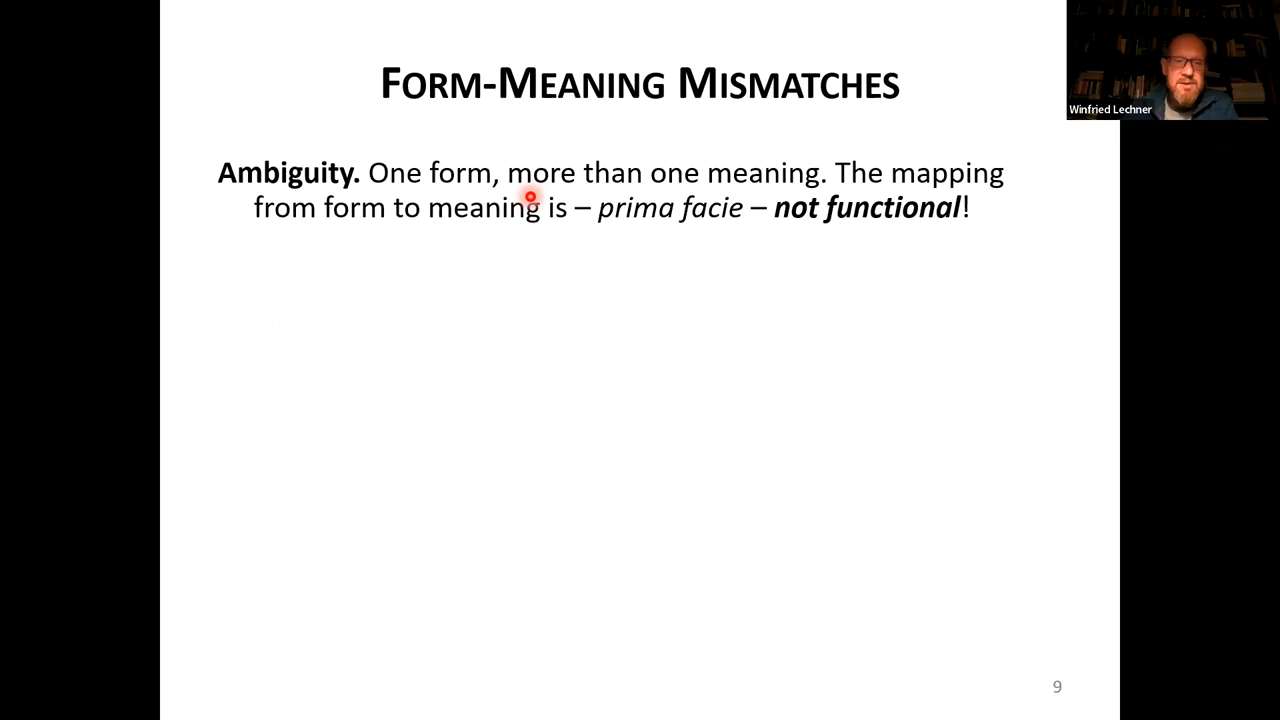 FORM-MEANING MISMATCHES
Winfried Lechner
Ambiguity. One form, more than one meaning. The mapping
from form to meaning is – prima facie – not functional!
9